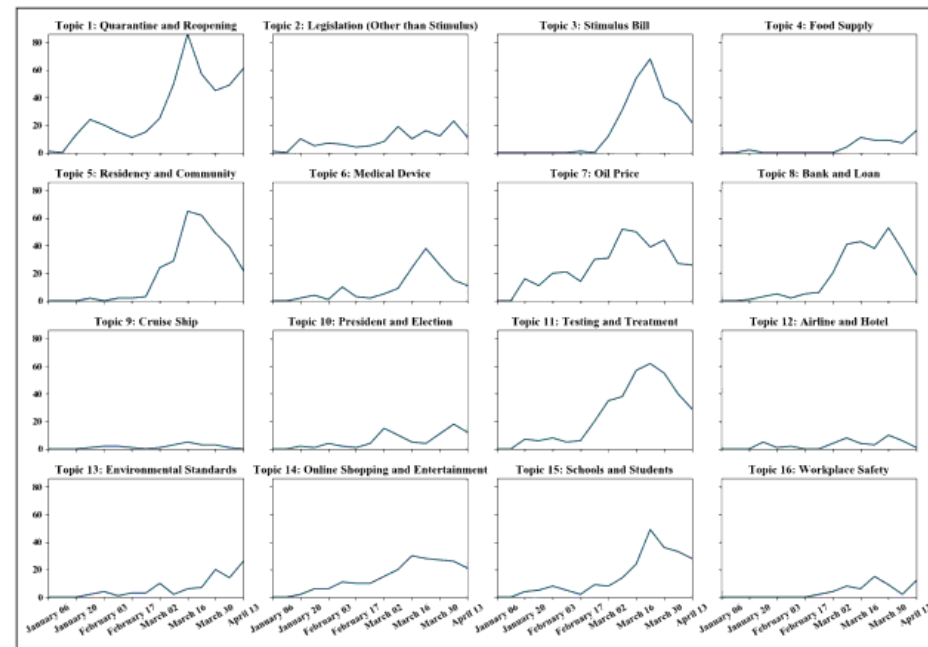 Topic 1: Quarantine and Reopening
Topic 2: Legislation (Other than Stimulus)
Topic 3: Stimulus Bill
Topic 4: Food Supply
80
60
40
20
0
Topic 5: Residency and Community
Topic 6: Medical Device
Topic 7: Oil Price
Topic 8: Bank and Loan
80
60
40
20
0
Topic 9: Cruise Ship
Topic 10: President and Election
Topic 11: Testing and Treatment
Topic 12: Airline and Hotel
80
60
40
20
0
Topic 13: Environmental Standards
Topic 14: Online Shopping and Entertainment
Topic 15: Schools and Students
Topic 16: Workplace Safety
80
60
40
20
0
January 06
January 20
February 03
February 17
March 02
March 16
March 30
April 13
January 06
January 20
February 03
February 17
March 02
March 16
March 30
April 13
January 06
January 20
February 03
February 17
March 02
March 16
March 30
April 13
January 06
January 20
February 03
February 17
March 02
March 16
March 30
April 13